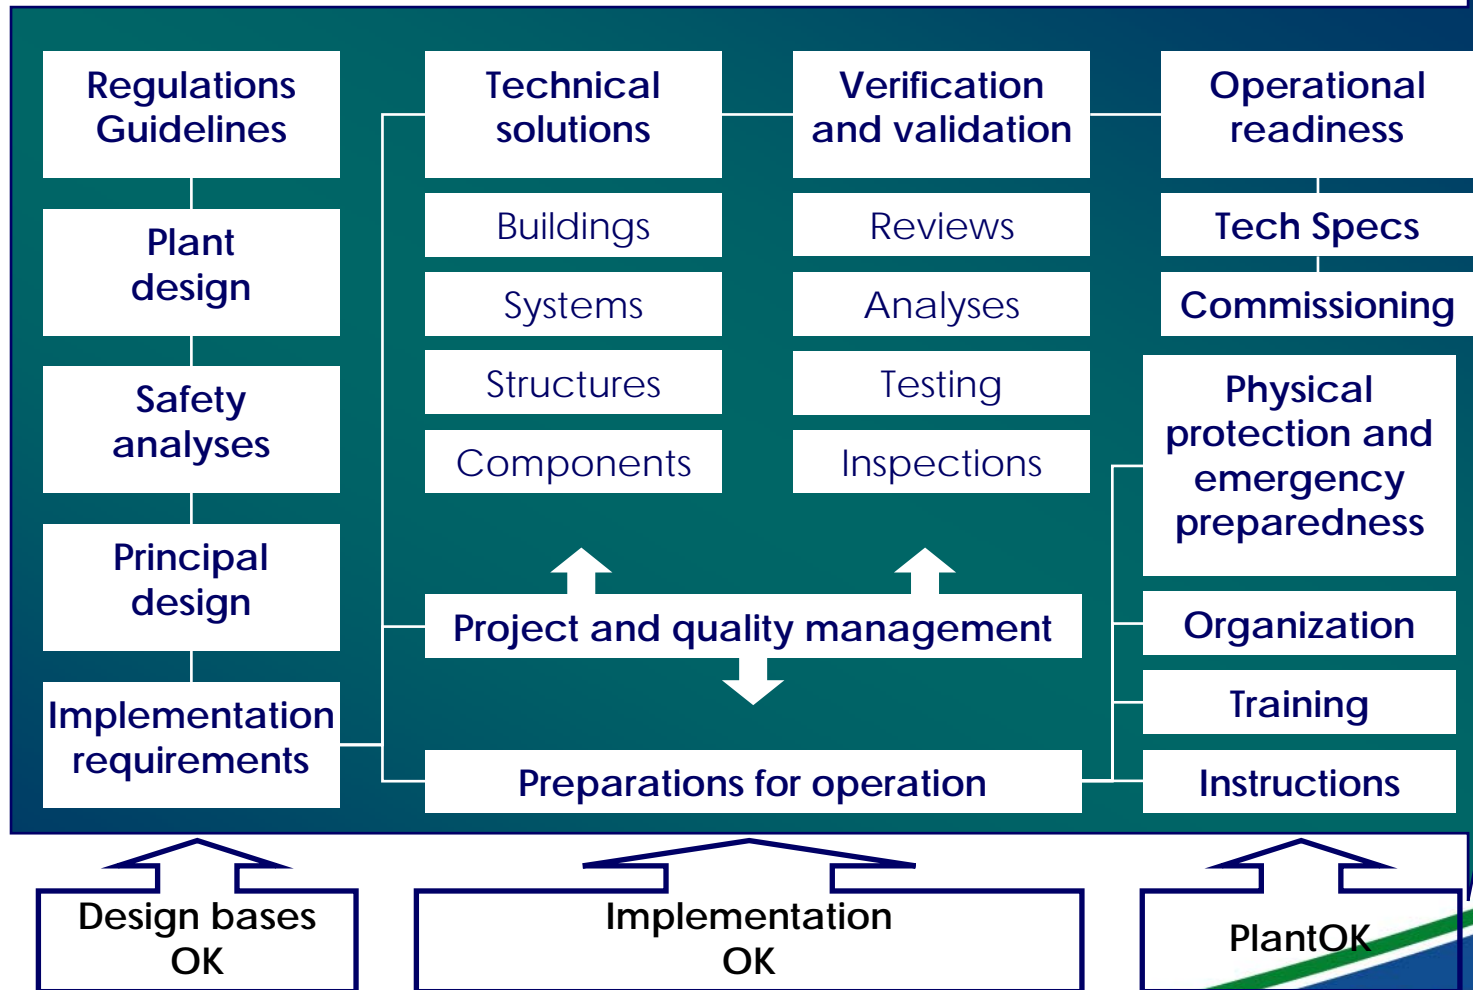 Regulations
Guidelines
Plant
design
Safety
analyses
Principal
design
Implementation
requirements
Technical
solutions
Buildings
Systems
Structures
Components
Verification
and validation
Reviews
Analyses
Testing
Inspections
Project and quality management
Preparations for operation
Operational
readiness
Tech Specs
Commissioning
Physical
protection and
emergency
preparedness
Organization
Training
Instructions
Design bases
OK
Implementation
OK
PlantOK